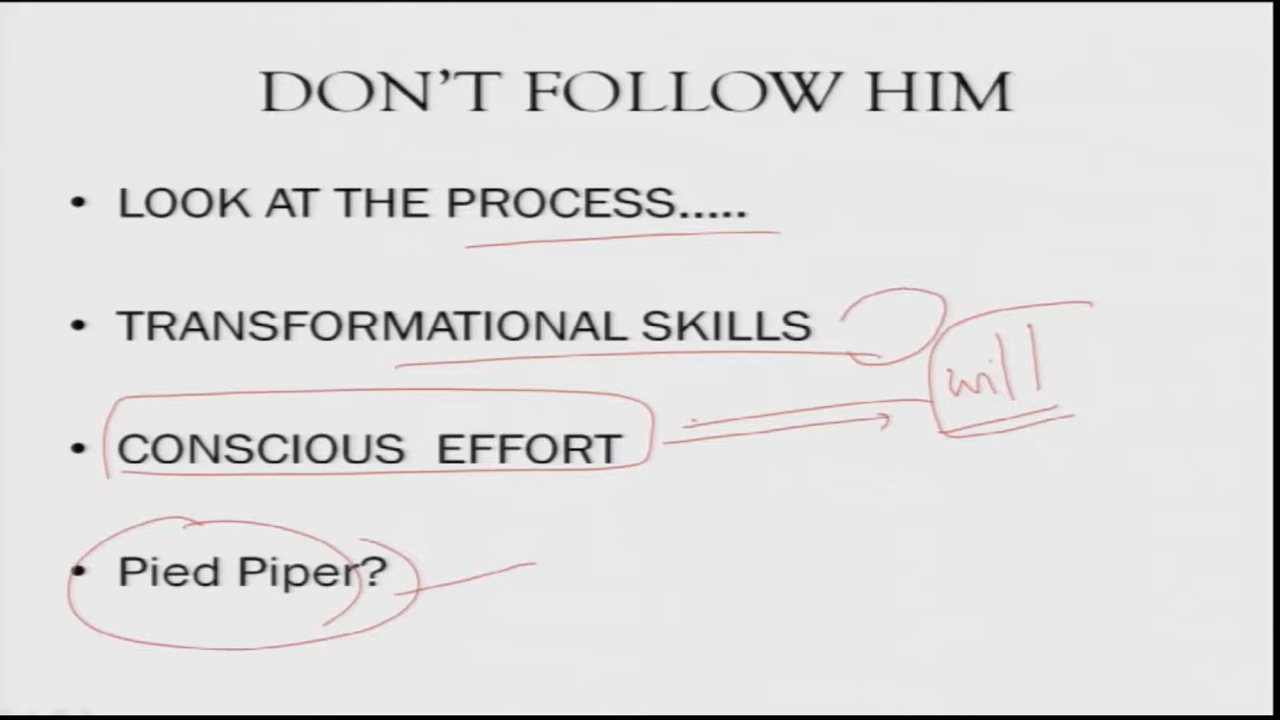 DON'T FOLLOW HIM
• LOOK AT THE PROCESS.....
• TRANSFORMATIONAL SKILLS
will
• CONSCIOUS EFFORT
• Pied Piper?